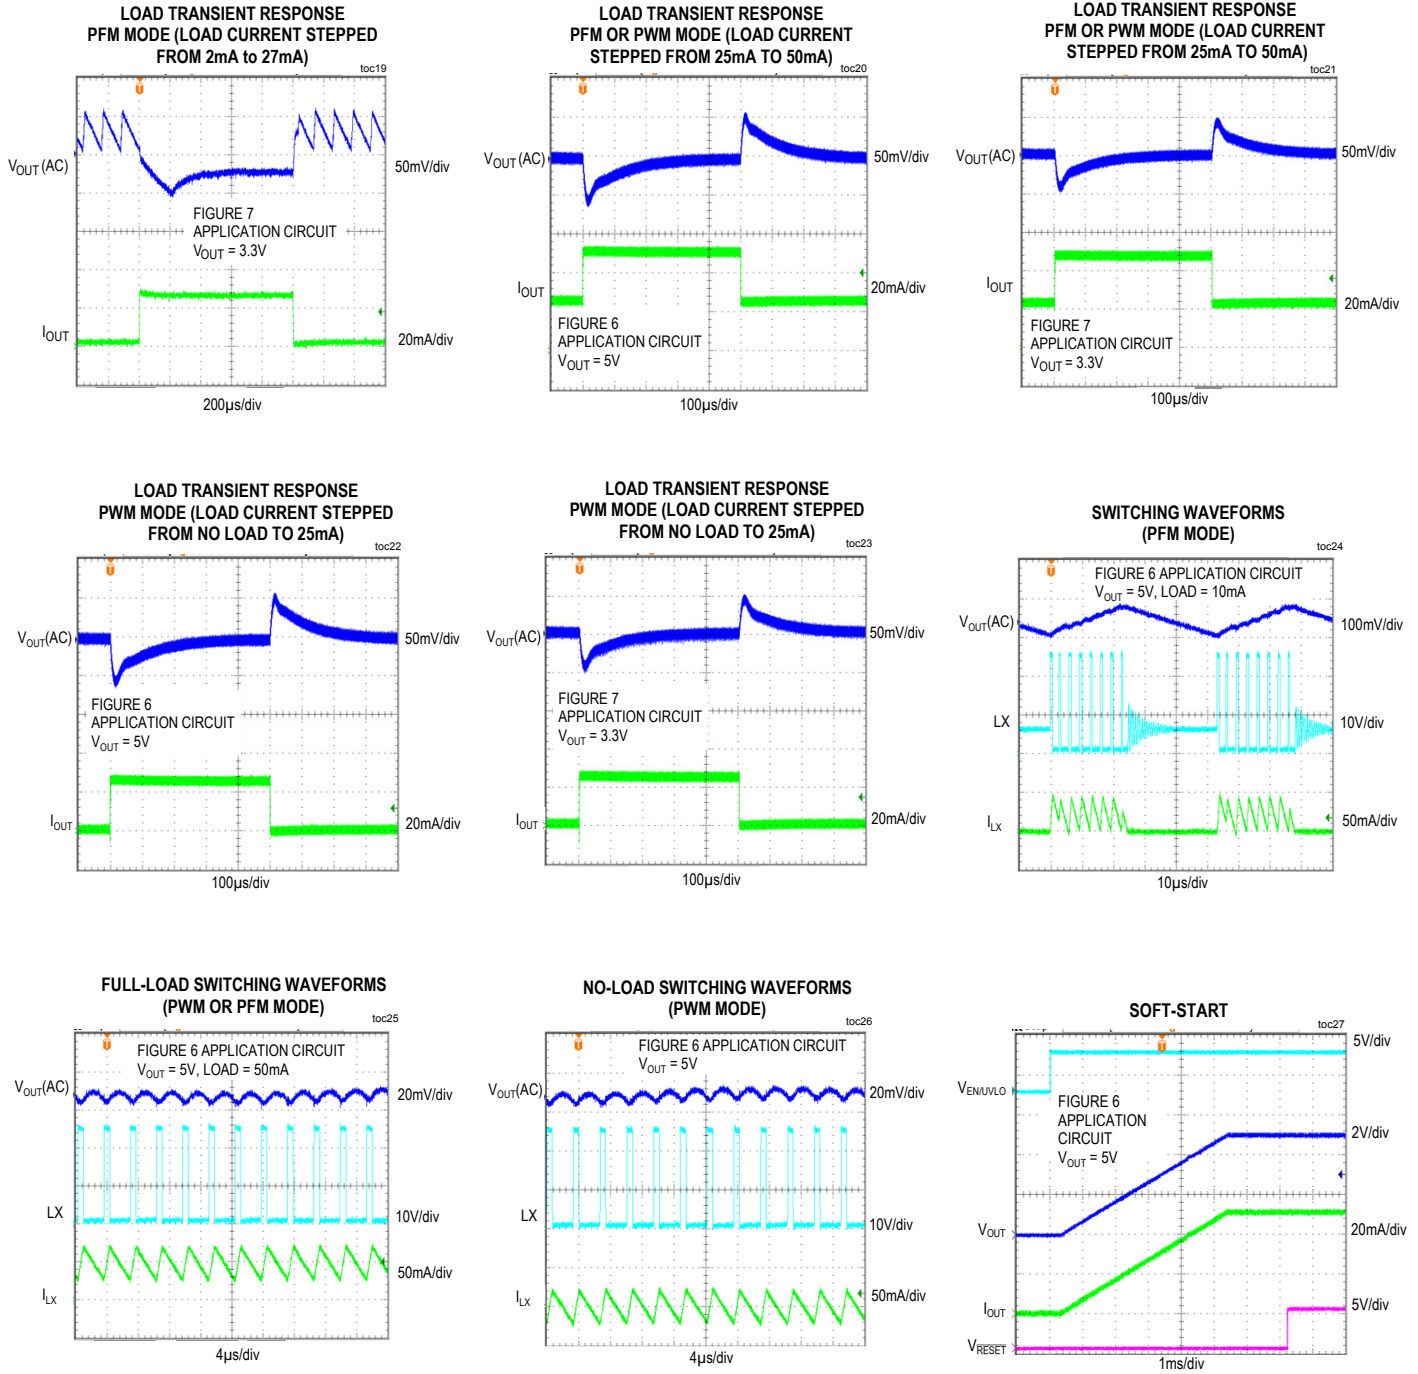 LOAD TRANSIENT RESPONSE
PFM MODE (LOAD CURRENT STEPPED
FROM 2mA to 27mA)
toc19
T
VOUT(AC)
50mV/div
FIGURE 7
APPLICATION CIRCUIT
VOUT = 3.3V
IOUT
20mA/div
200µs/div
LOAD TRANSIENT RESPONSE
PFM OR PWM MODE (LOAD CURRENT
STEPPED FROM 25mA TO 50mA)
toc20
T
VOUT(AC)
50mV/div
IOUT
20mA/div
FIGURE 6
APPLICATION CIRCUIT
VOUT = 5V
100µs/div
LOAD TRANSIENT RESPONSE
PFM OR PWM MODE (LOAD CURRENT
STEPPED FROM 25mA TO 50mA)
toc21
T
VOUT(AC)
50mV/div
IOUT
20mA/div
FIGURE 7
APPLICATION CIRCUIT
VOUT = 3.3V
100µs/div
LOAD TRANSIENT RESPONSE
PWM MODE (LOAD CURRENT STEPPED
FROM NO LOAD TO 25mA)
toc22
T
VOUT(AC)
50mV/div
FIGURE 6
APPLICATION CIRCUIT
VOUT = 5V
IOUT
20mA/div
100µs/div
LOAD TRANSIENT RESPONSE
PWM MODE (LOAD CURRENT STEPPED
FROM NO LOAD TO 25mA)
toc23
T
VOUT(AC)
50mV/div
FIGURE 7
APPLICATION CIRCUIT
VOUT = 3.3V
IOUT
20mA/div
100µs/div
SWITCHING WAVEFORMS
(PFM MODE)
toc24
T
FIGURE 6 APPLICATION CIRCUIT
VOUT = 5V, LOAD = 10mA
VOUT(AC)
100mV/div
LX
10V/div
ILX
50mA/div
10µs/div
FULL-LOAD SWITCHING WAVEFORMS
(PWM OR PFM MODE)
toc25
T
FIGURE 6 APPLICATION CIRCUIT
VOUT = 5V, LOAD = 50mA
VOUT(AC)
20mV/div
LX
10V/div
50mA/div
ILX
4µs/div
NO-LOAD SWITCHING WAVEFORMS
(PWM MODE)
toc26
T
FIGURE 6 APPLICATION CIRCUIT
VOUT = 5V
VOUT(AC)
20mV/div
LX
10V/div
ILX
50mA/div
4µs/div
SOFT-START
toc27
T
5V/div
VEN/UVLO
FIGURE 6
APPLICATION
CIRCUIT
VOUT = 5V
2V/div
VOUT
20mA/div
IOUT
5V/div
VRESET
1ms/div